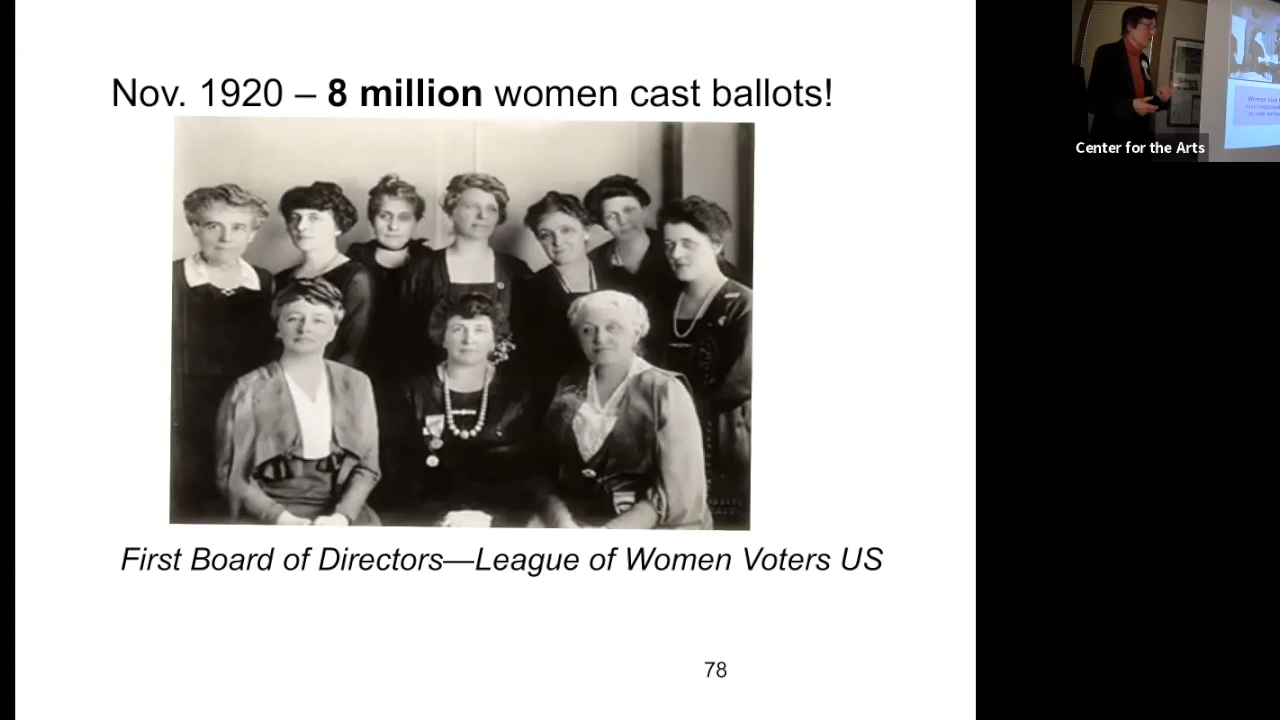 Nov. 1920 – 8 million women cast ballots!
First Board of Directors—League of Women Voters US
78
Center for the Arts